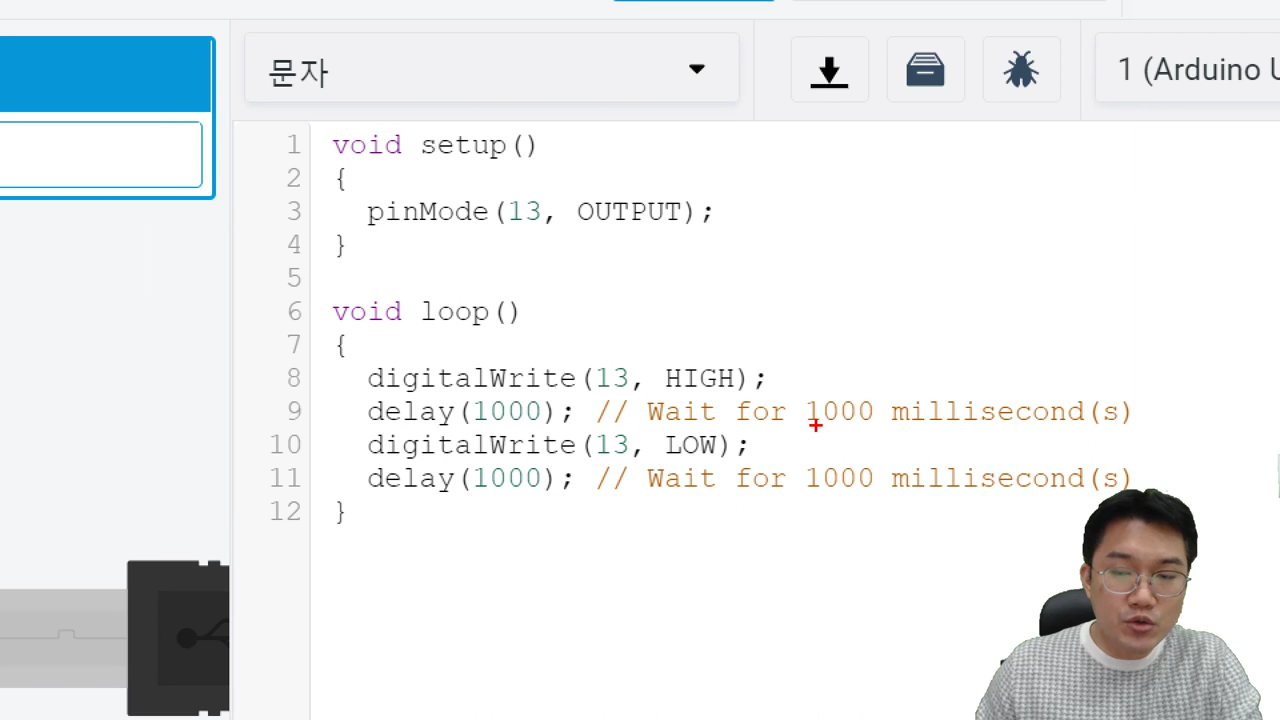 문자
1 (Arduino U
1 void setup()
2 {
3 pinMode(13, OUTPUT);
4 }
5
6 void loop()
7 {
8 digitalWrite(13, HIGH);
9 delay(1000); // Wait for 1000 millisecond(s)
10 digitalWrite(13, LOW);
11 delay(1000); // Wait for 1000 millisecond(s)
12 }